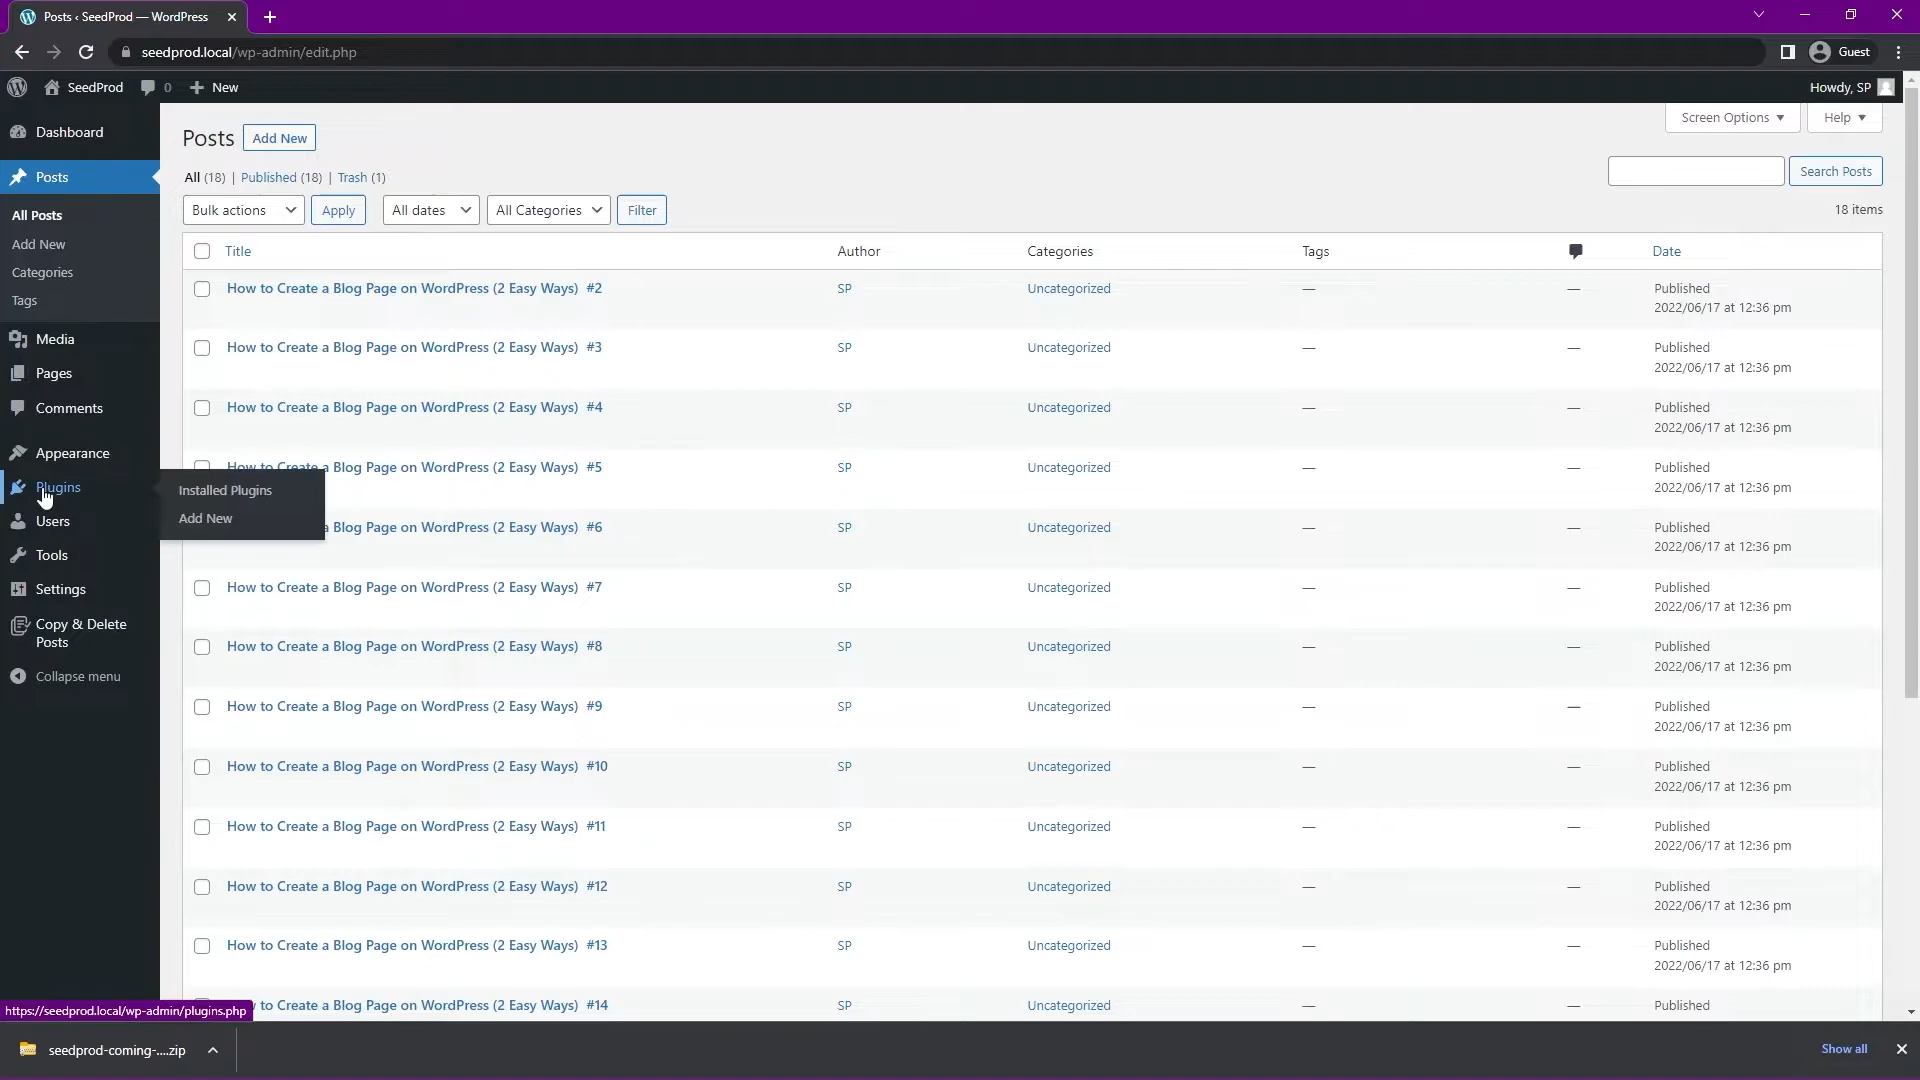 Posts ‹ SeedProd — WordPress
seedprod.local/wp-admin/edit.php
Guest
SeedProd 0 New
Howdy, SP
Dashboard
Posts
All Posts
Add New
Categories
Tags
Media
Pages
Comments
Appearance
Plugins
Users
Tools
Settings
Copy & Delete
Posts
Collapse menu
Installed Plugins
Add New
Posts Add New
Screen Options Help
All (18) | Published (18) | Trash (1)
Search Posts
Bulk actions Apply All dates All Categories Filter
18 items
Title Author Categories Tags Date
How to Create a Blog Page on WordPress (2 Easy Ways) #2 SP Uncategorized — — Published
2022/06/17 at 12:36 pm
How to Create a Blog Page on WordPress (2 Easy Ways) #3 SP Uncategorized — — Published
2022/06/17 at 12:36 pm
How to Create a Blog Page on WordPress (2 Easy Ways) #4 SP Uncategorized — — Published
2022/06/17 at 12:36 pm
How to Create a Blog Page on WordPress (2 Easy Ways) #5 SP Uncategorized — — Published
2022/06/17 at 12:36 pm
a Blog Page on WordPress (2 Easy Ways) #6 SP Uncategorized — — Published
2022/06/17 at 12:36 pm
How to Create a Blog Page on WordPress (2 Easy Ways) #7 SP Uncategorized — — Published
2022/06/17 at 12:36 pm
How to Create a Blog Page on WordPress (2 Easy Ways) #8 SP Uncategorized — — Published
2022/06/17 at 12:36 pm
How to Create a Blog Page on WordPress (2 Easy Ways) #9 SP Uncategorized — — Published
2022/06/17 at 12:36 pm
How to Create a Blog Page on WordPress (2 Easy Ways) #10 SP Uncategorized — — Published
2022/06/17 at 12:36 pm
How to Create a Blog Page on WordPress (2 Easy Ways) #11 SP Uncategorized — — Published
2022/06/17 at 12:36 pm
How to Create a Blog Page on WordPress (2 Easy Ways) #12 SP Uncategorized — — Published
2022/06/17 at 12:36 pm
How to Create a Blog Page on WordPress (2 Easy Ways) #13 SP Uncategorized — — Published
2022/06/17 at 12:36 pm
to Create a Blog Page on WordPress (2 Easy Ways) #14 SP Uncategorized — — Published
https://seedprod.local/wp-admin/plugins.php
seedprod-coming-....zip
Show all